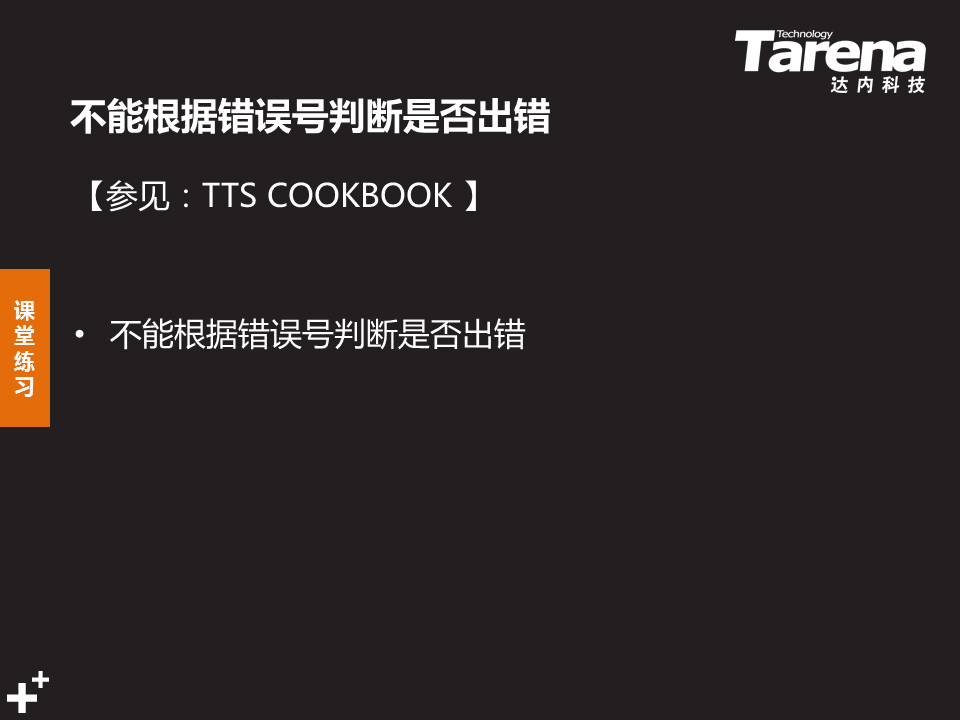 Technology
Tarena
达内科技
不能根据错误号判断是否出错
【参见：TTS COOKBOOK 】
课
堂
练
习
• 不能根据错误号判断是否出错